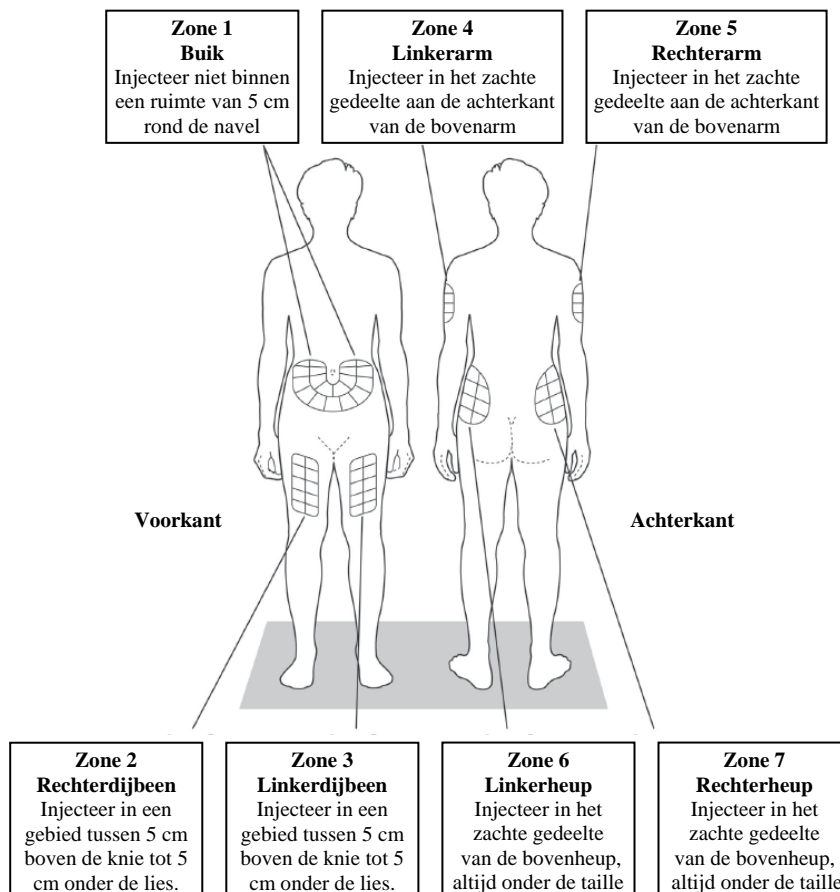 Zone 1
Buik
Injecteer niet binnen
een ruimte van 5 cm
rond de navel
Zone 4
Linkerarm
Injecteer in het zachte
gedeelte aan de achterkant
van de bovenarm
Zone 5
Rechterarm
Injecteer in het zachte
gedeelte aan de achterkant
van de bovenarm
Voorkant
Achterkant
Zone 2
Rechterdijbeen
Injecteer in een
gebied tussen 5 cm
boven de knie tot 5
cm onder de lies.
Zone 3
Linkerdijbeen
Injecteer in een
gebied tussen 5 cm
boven de knie tot 5
cm onder de lies.
Zone 6
Linkerheup
Injecteer in het
zachte gedeelte
van de bovenheup,
altijd onder de taille
Zone 7
Rechterheup
Injecteer in het
zachte gedeelte
van de bovenheup,
altijd onder de taille